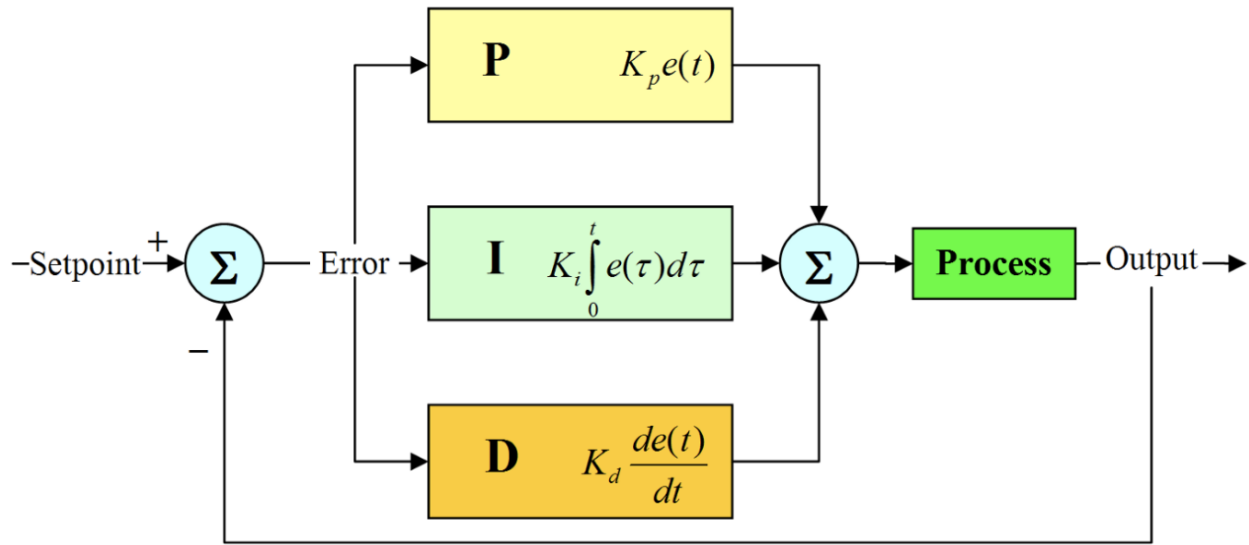 P K_p e(t)
+
–Setpoint
Σ
Error
I K_i ∫_0^t e(τ)dτ
Σ
Process
Output
−
D K_d de(t)/dt